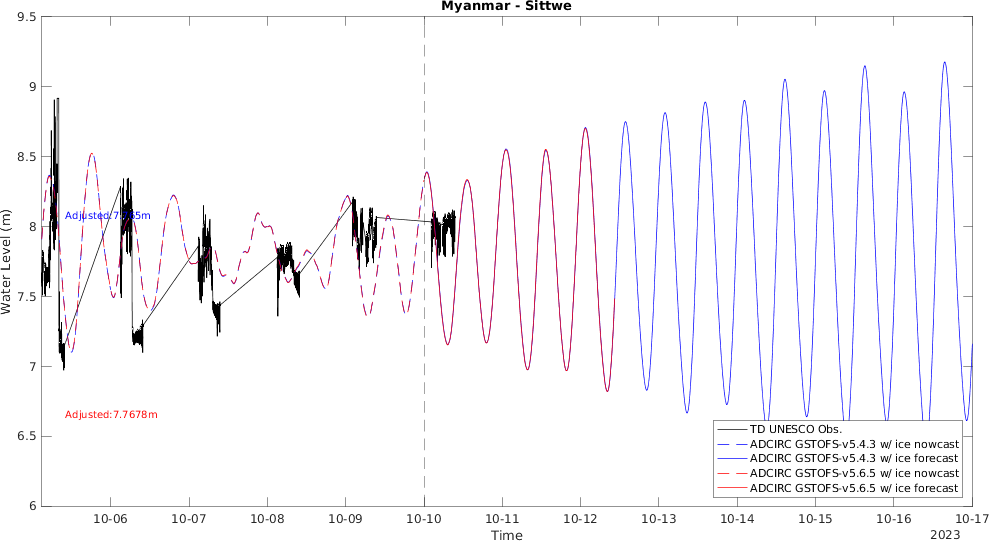 Myanmar - Sittwe
9.5
9
8.5
8
7.5
7
6.5
6
Water Level (m)
Adjusted:7.765m
Adjusted:7.7678m
TD UNESCO Obs.
ADCIRC GSTOFS-v5.4.3 w/ ice nowcast
ADCIRC GSTOFS-v5.4.3 w/ ice forecast
ADCIRC GSTOFS-v5.6.5 w/ ice nowcast
ADCIRC GSTOFS-v5.6.5 w/ ice forecast
10-06 10-07 10-08 10-09 10-10 10-11 10-12 10-13 10-14 10-15 10-16 10-17
Time
2023